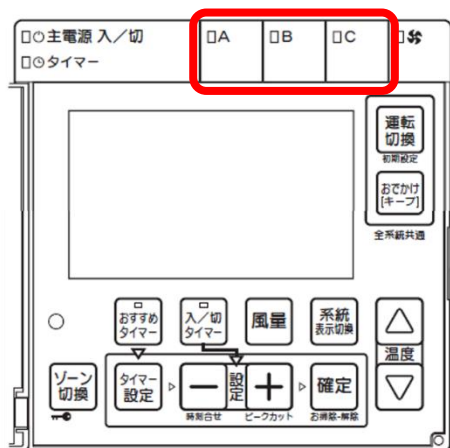 主電源 入／切
A
B
C
タイマー
運転
切換
初期設定
おでかけ
[キープ]
全系統共通
おすすめ
タイマー
入／切
タイマー
風量
系統
表示切換
温度
ゾーン
切換
タイマー
設定
−
設定
+
確定
時刻合せ
ピークカット
お掃除-解除